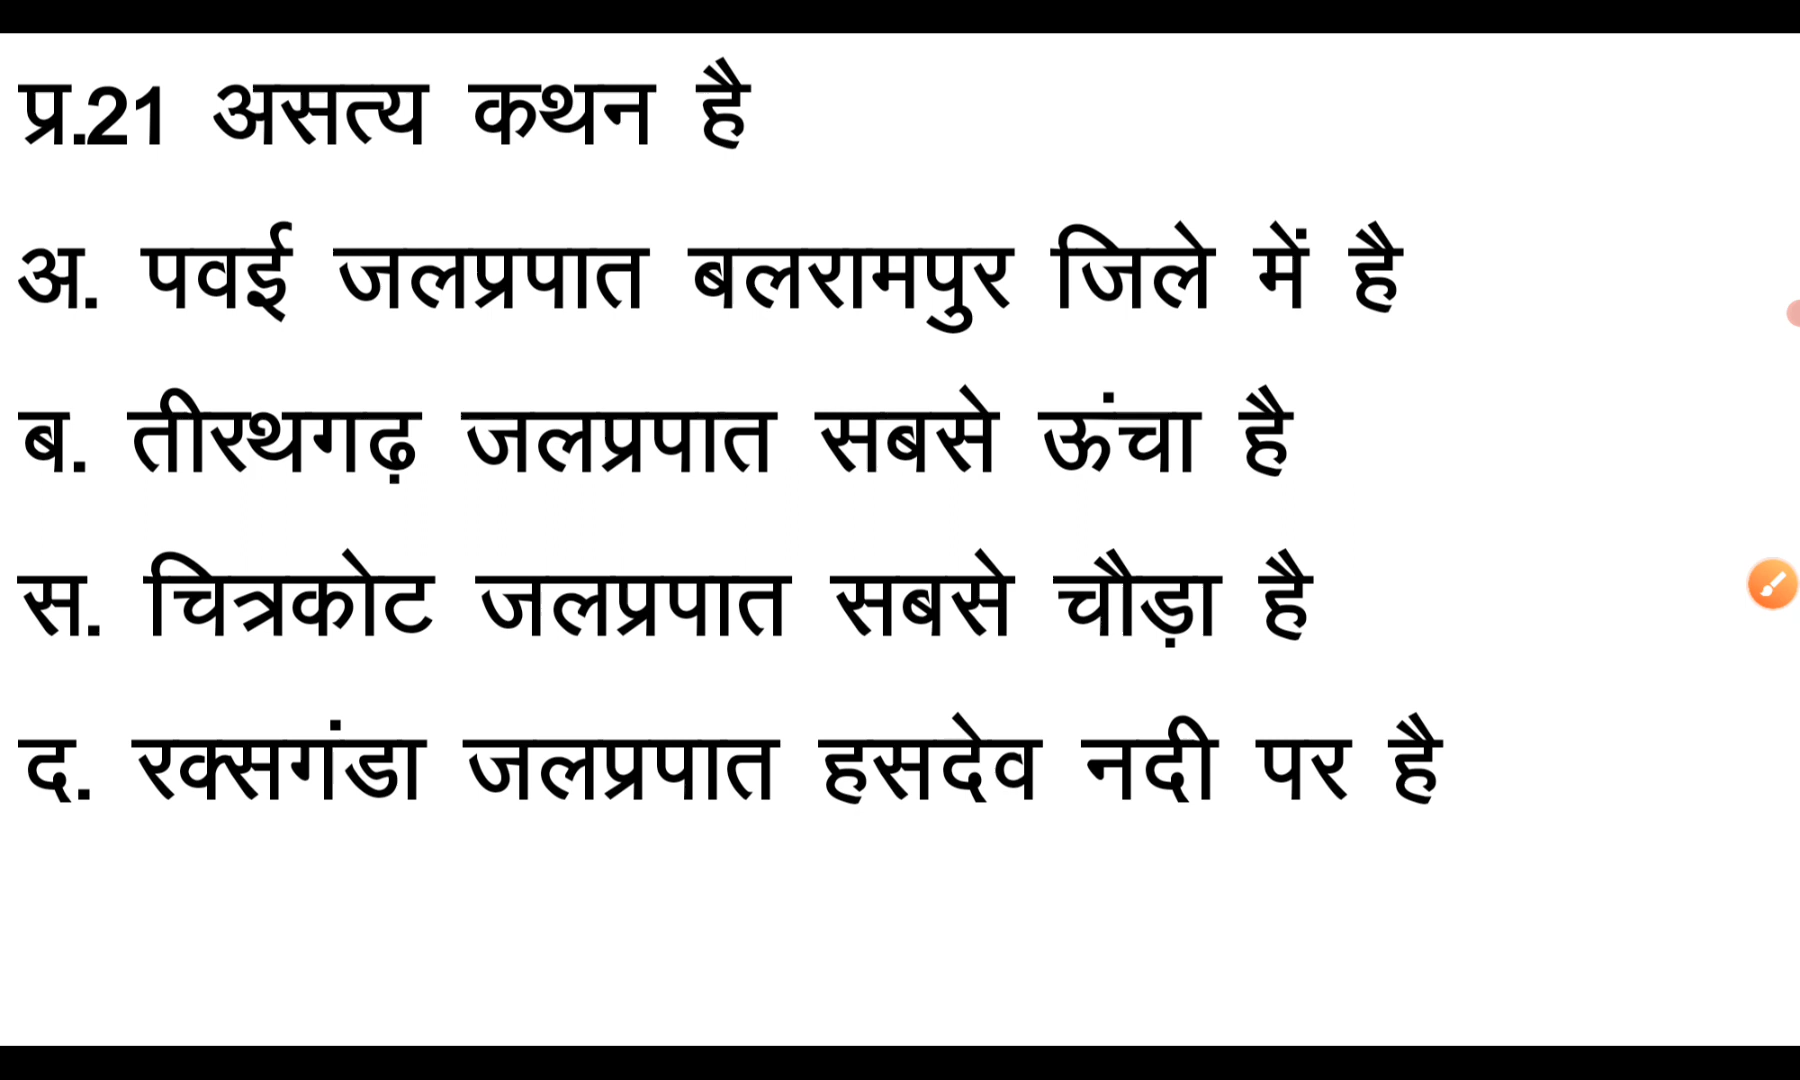 प्र.21 असत्य कथन है
अ. पवई जलप्रपात बलरामपुर जिले में है
ब. तीरथगढ़ जलप्रपात सबसे ऊंचा है
स. चित्रकोट जलप्रपात सबसे चौड़ा है
द. रक्सगंडा जलप्रपात हसदेव नदी पर है